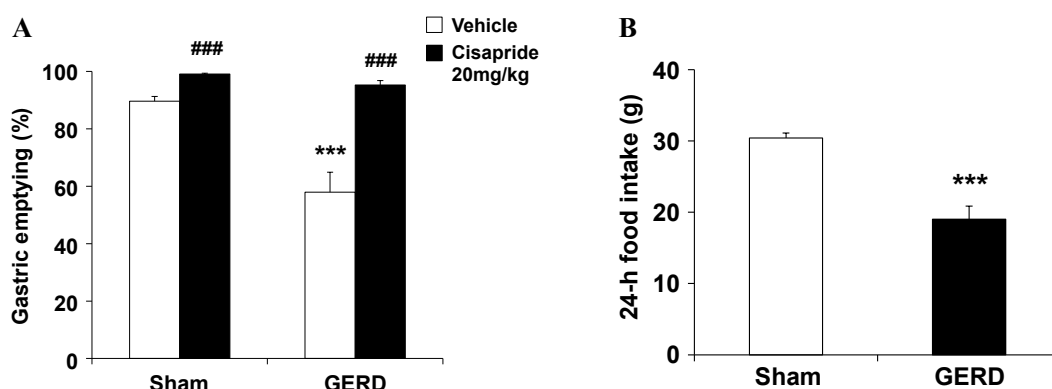 A
Vehicle
Cisapride
20mg/kg
###
###
***
100
80
60
40
20
0
Gastric emptying (%)
Sham
GERD
B
40
30
20
10
0
24-h food intake (g)
***
Sham
GERD